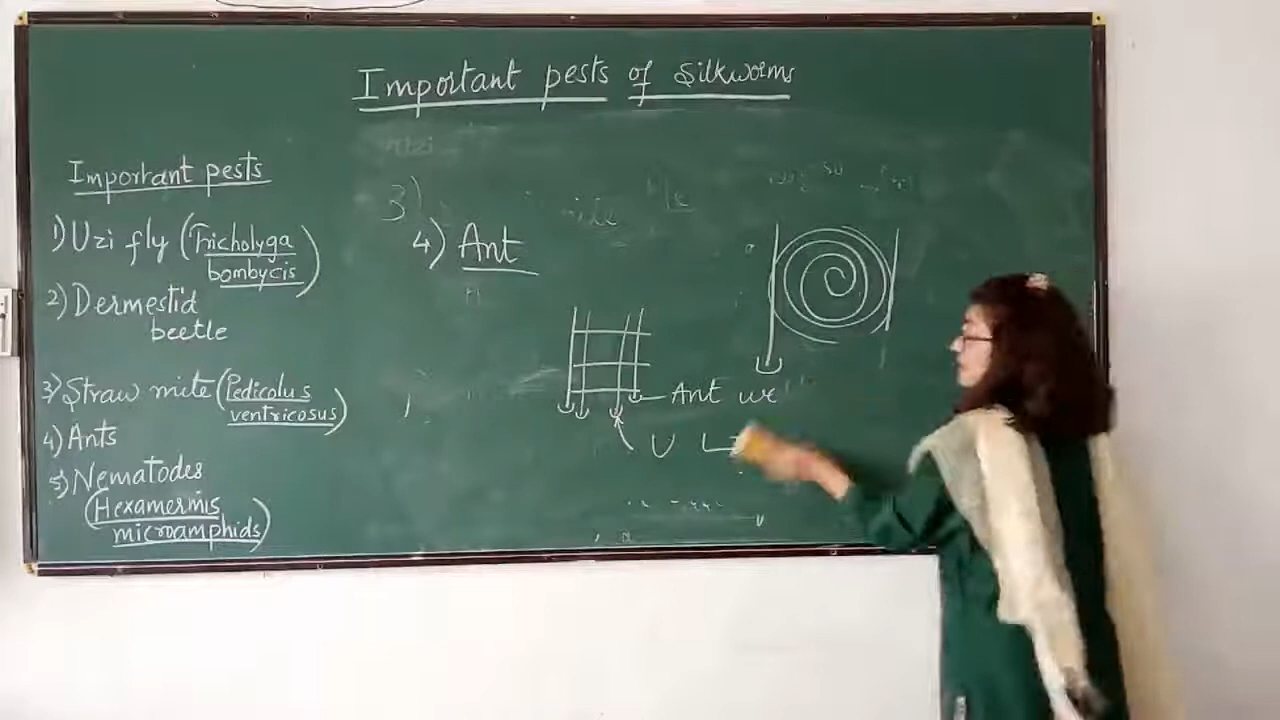 Important pests of Silkworms
Important pests
1) Uzi fly (Tricholyga
bombycis)
2) Dermestid
beetle
3) Straw mite (Pedicolus
ventricosus)
4) Ants
5) Nematodes
(Hexamermis
microamphids)
3)
4) Ant
Ant we
U